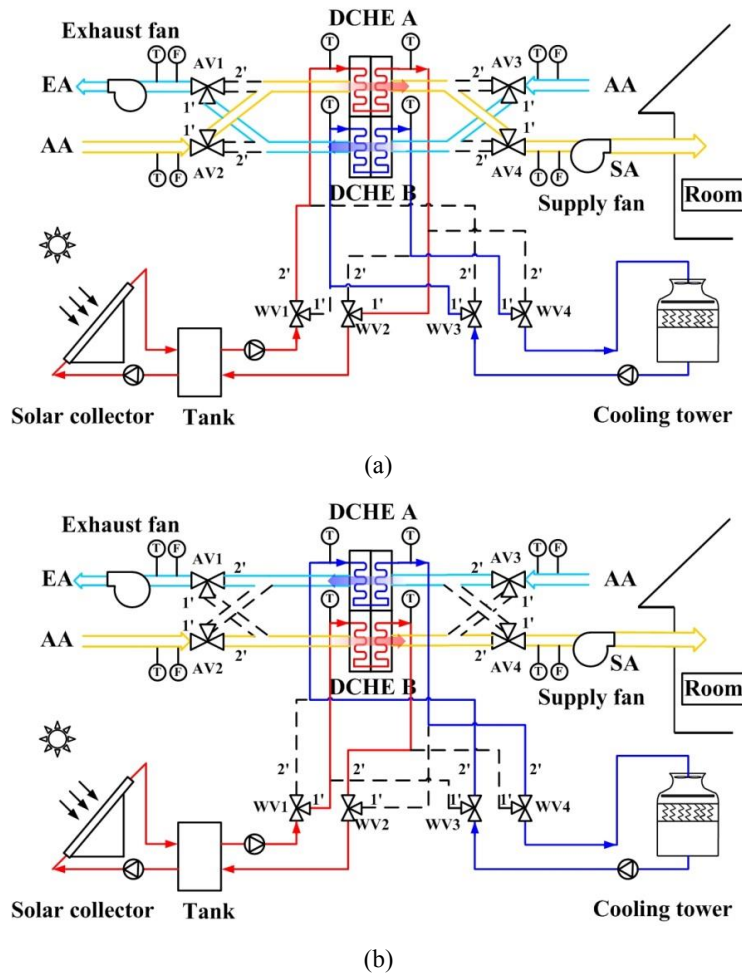 DCHE A
Exhaust fan
T
T
T
F
AV1
2'
2'
AV3
T
F
EA
1'
T
T
1'
AA
AA
1'
2'
2'
1'
T
F
AV2
AV4
T
F
SA
DCHE B
Supply fan
Room
2'
2'
2'
2'
WV1
1'
1'
WV2
1'
WV3
1'
WV4
Solar collector
Tank
Cooling tower
(a)
DCHE A
Exhaust fan
T
T
T
F
AV1
2'
2'
AV3
T
F
EA
1'
T
T
1'
AA
AA
1'
2'
2'
1'
T
F
AV2
AV4
T
F
SA
DCHE B
Supply fan
Room
2'
2'
2'
2'
WV1
1'
1'
WV2
1'
WV3
1'
WV4
Solar collector
Tank
Cooling tower
(b)